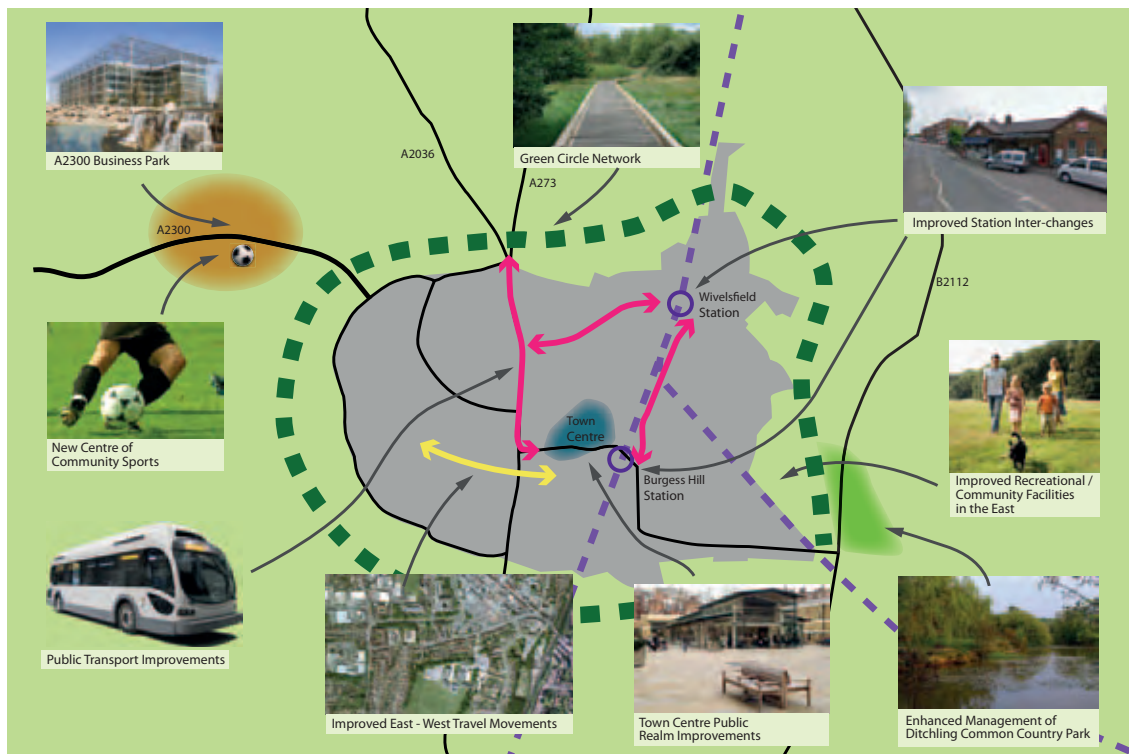 A2300 Business Park
Green Circle Network
Improved Station Inter-changes
A2036
A273
A2300
B2112
Wivelsfield
Station
New Centre of
Community Sports
Town
Centre
Burgess Hill
Station
Improved Recreational /
Community Facilities
in the East
Public Transport Improvements
Improved East - West Travel Movements
Town Centre Public
Realm Improvements
Enhanced Management of
Ditchling Common Country Park